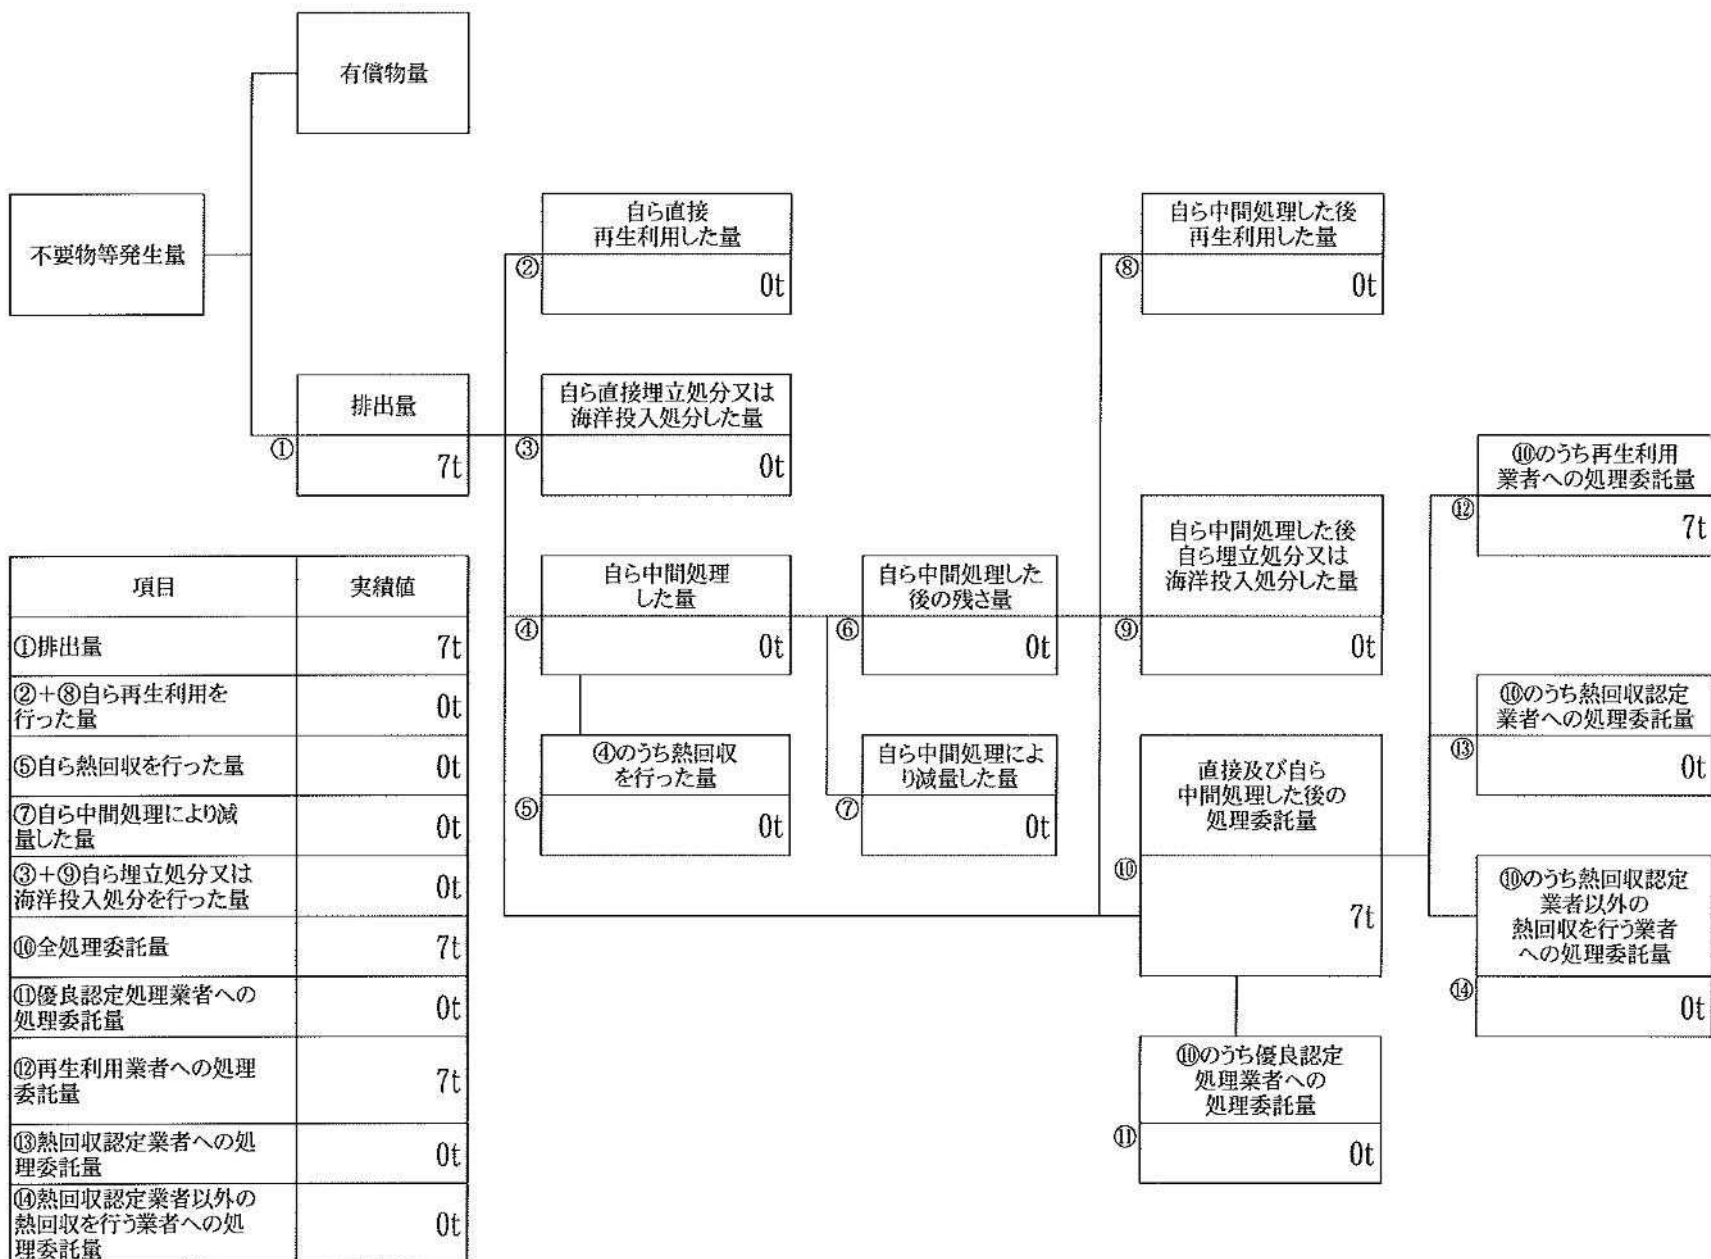 有償物量
不要物等発生量
自ら直接
再生利用した量
②
0t
自ら中間処理した後
再生利用した量
⑧
0t
排出量
①
7t
自ら直接埋立処分又は
海洋投入処分した量
③
0t
⑩のうち再生利用
業者への処理委託量
⑫
7t
自ら中間処理
した量
④
0t
自ら中間処理した
後の残さ量
⑥
0t
自ら中間処理した後
自ら埋立処分又は
海洋投入処分した量
⑨
0t
⑩のうち熱回収認定
業者への処理委託量
⑬
0t
④のうち熱回収
を行った量
⑤
0t
自ら中間処理によ
り減量した量
⑦
0t
直接及び自ら
中間処理した後の
処理委託量
⑩
7t
⑩のうち熱回収認定
業者以外の
熱回収を行う業者
への処理委託量
⑭
0t
⑩のうち優良認定
処理業者への
処理委託量
⑪
0t
項目 実績値
①排出量 7t
②+⑧自ら再生利用を
行った量 0t
⑤自ら熱回収を行った量 0t
⑦自ら中間処理により減
量した量 0t
③+⑨自ら埋立処分又は
海洋投入処分を行った量 0t
⑩全処理委託量 7t
⑪優良認定処理業者への
処理委託量 0t
⑫再生利用業者への処理
委託量 7t
⑬熱回収認定業者への処
理委託量 0t
⑭熱回収認定業者以外の
熱回収を行う業者への処
理委託量 0t